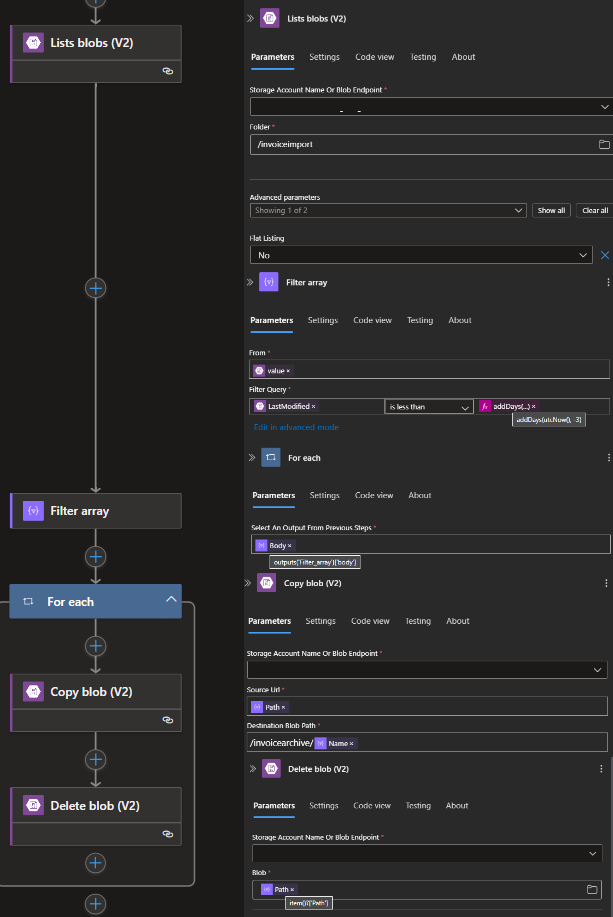 Lists blobs (V2)
Filter array
For each
Copy blob (V2)
Delete blob (V2)
Lists blobs (V2)
Parameters Settings Code view Testing About
Storage Account Name Or Blob Endpoint *
Folder *
/invoiceimport
Advanced parameters
Showing 1 of 2 Show all Clear all
Flat Listing
No
Filter array
Parameters Settings Code view Testing About
From *
value ×
Filter Query *
LastModified × is less than fx addDays(...) ×
addDays(utcNow(), -3)
Edit in advanced mode
For each
Parameters Settings Code view About
Select An Output From Previous Steps *
Body ×
outputs('Filter_array')['body']
Copy blob (V2)
Parameters Settings Code view Testing About
Storage Account Name Or Blob Endpoint *
Source Url *
Path ×
Destination Blob Path *
/invoicearchive/ Name ×
Delete blob (V2)
Parameters Settings Code view Testing About
Storage Account Name Or Blob Endpoint *
Blob *
Path ×
item()?['Path']